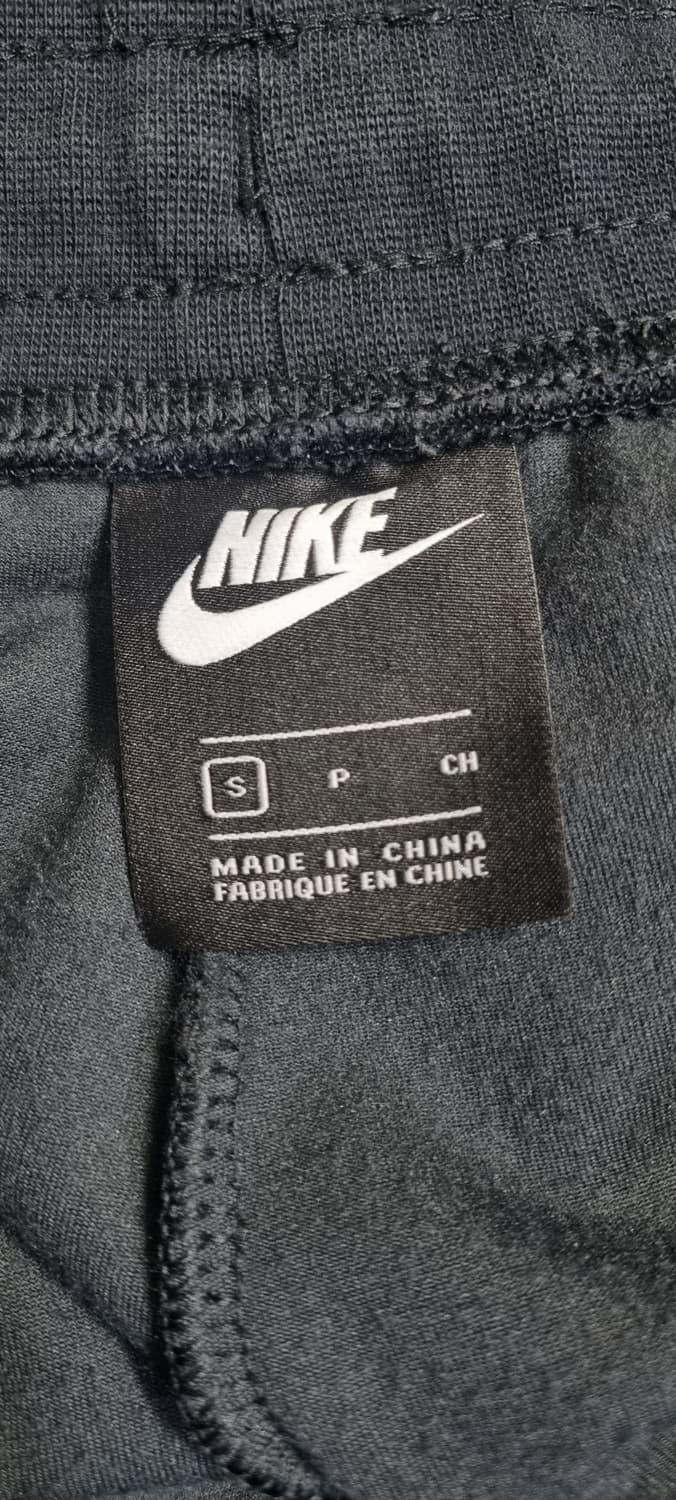 NIKE
S P CH
MADE IN CHINA
FABRIQUE EN CHINE